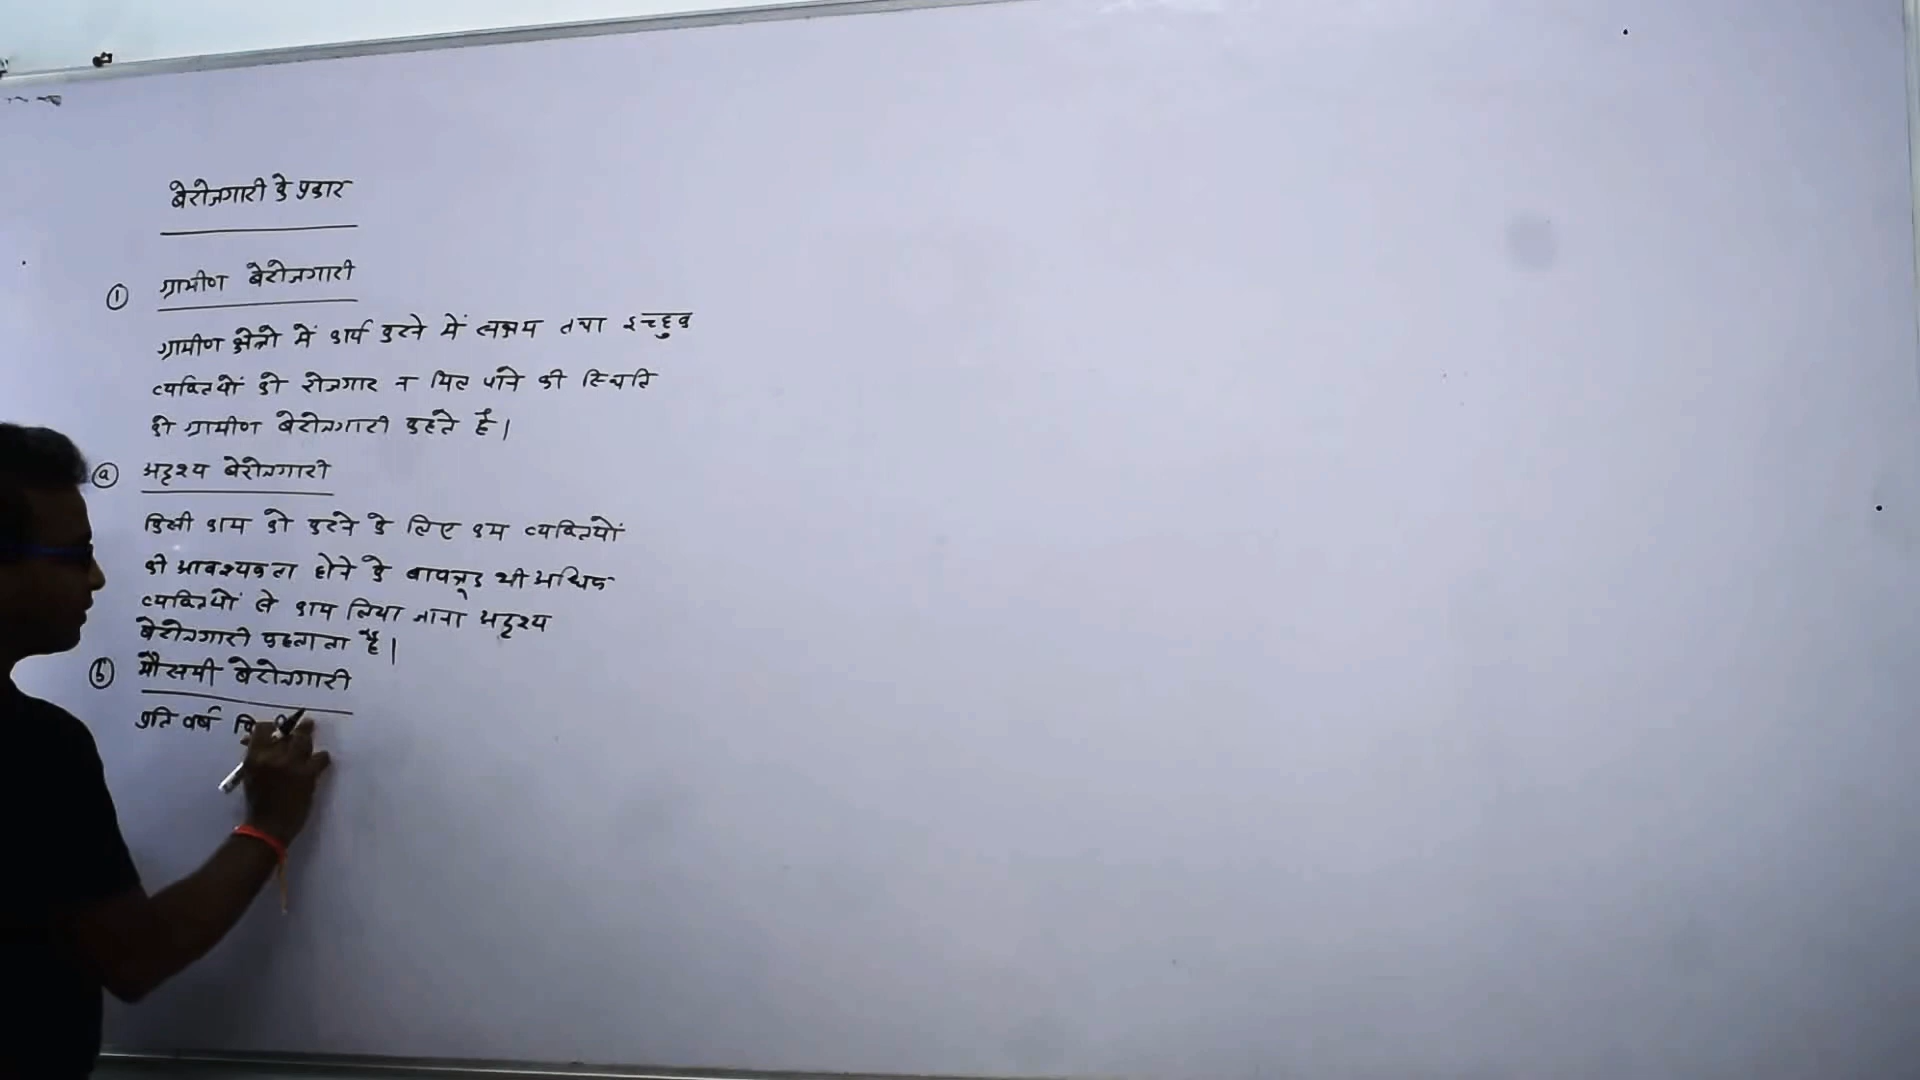 बेरोजगारी के प्रकार
① ग्रामीण बेरोजगारी
ग्रामीण क्षेत्रो में कार्य करने में सक्षम तथा इच्छुक
व्यक्तियों को रोजगार न मिल पाने की स्थिति
को ग्रामीण बेरोजगारी कहते है।
ⓐ अदृश्य बेरोजगारी
किसी काम को करने के लिए कम व्यक्तियों
की आवश्यकता होने के बावजूद भी अधिक
व्यक्तियों से काम लिया जाना अदृश्य
बेरोजगारी कहलाता है।
ⓑ मौसमी बेरोजगारी
प्रति वर्ष